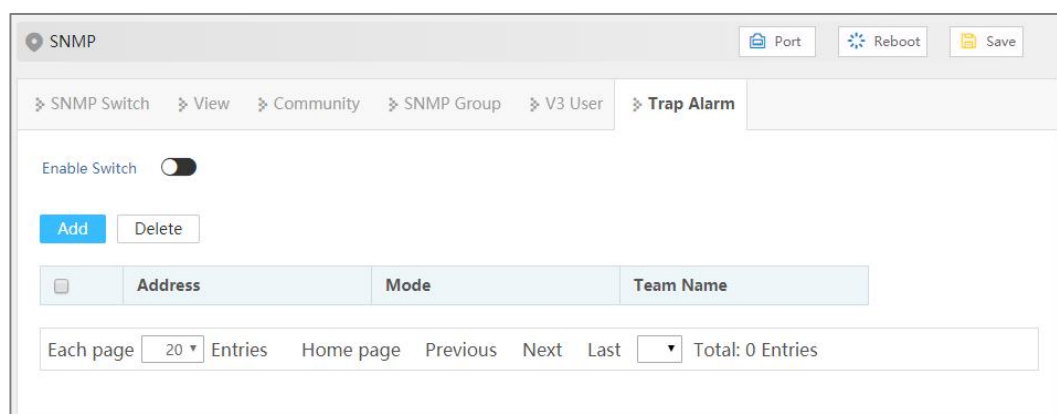 SNMP Port Reboot Save
SNMP Switch View Community SNMP Group V3 User Trap Alarm
Enable Switch
Add Delete
Address Mode Team Name
Each page 20 Entries Home page Previous Next Last Total: 0 Entries